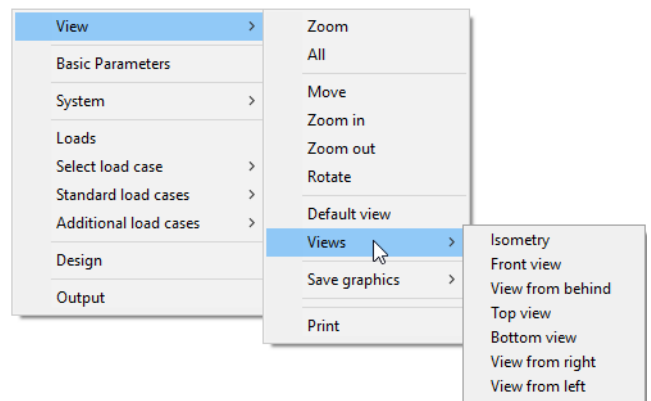 View
Basic Parameters
System
Loads
Select load case
Standard load cases
Additional load cases
Design
Output
Zoom
All
Move
Zoom in
Zoom out
Rotate
Default view
Views
Save graphics
Print
Isometry
Front view
View from behind
Top view
Bottom view
View from right
View from left